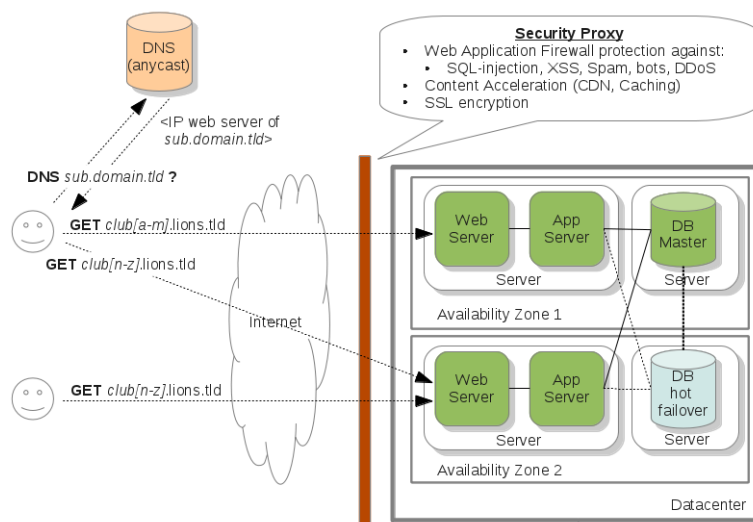 DNS
(anycast)
<IP web server of
sub.domain.tld>
DNS sub.domain.tld ?
Security Proxy
• Web Application Firewall protection against:
• SQL-injection, XSS, Spam, bots, DDoS
• Content Acceleration (CDN, Caching)
• SSL encryption
GET club[a-m].lions.tld
GET club[n-z].lions.tld
Internet
GET club[n-z].lions.tld
Web
Server
App
Server
Server
DB
Master
Server
Availability Zone 1
Web
Server
App
Server
Server
DB
hot
failover
Server
Availability Zone 2
Datacenter